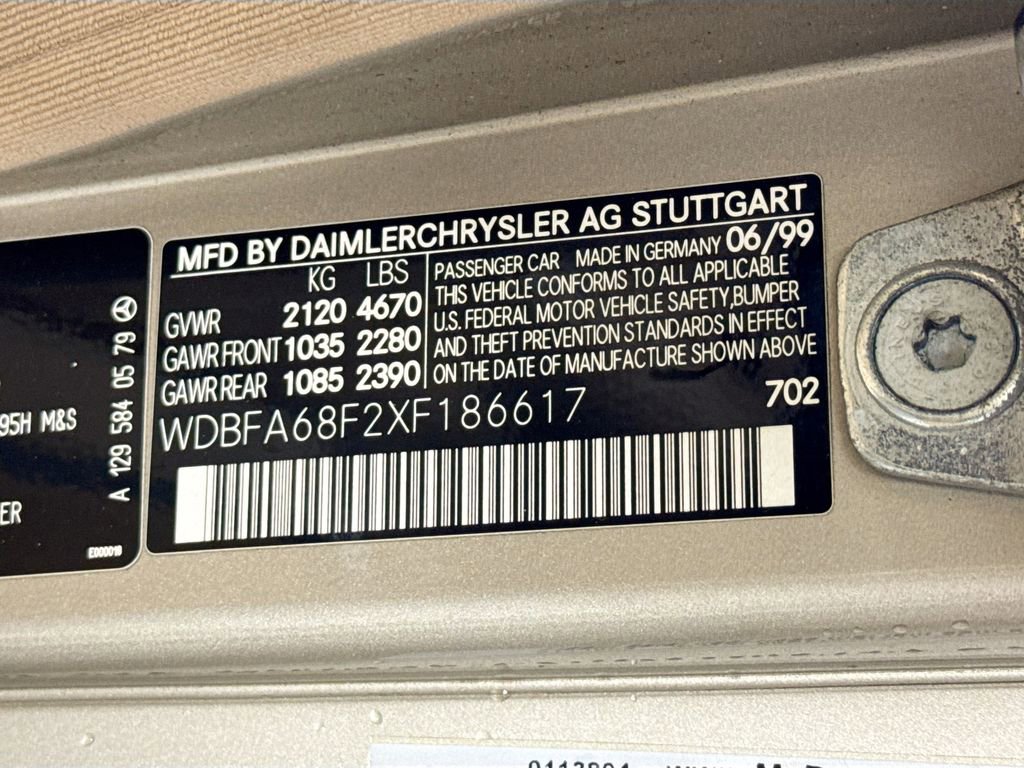 MFD BY DAIMLERCHRYSLER AG STUTTGART
KG LBS
GVWR 2120 4670
GAWR FRONT 1035 2280
GAWR REAR 1085 2390
PASSENGER CAR MADE IN GERMANY 06/99
THIS VEHICLE CONFORMS TO ALL APPLICABLE
U.S. FEDERAL MOTOR VEHICLE SAFETY,BUMPER
AND THEFT PREVENTION STANDARDS IN EFFECT
ON THE DATE OF MANUFACTURE SHOWN ABOVE
WDBFA68F2XF186617
702
95H M&S
ER
A 129 584 05 79
E000010